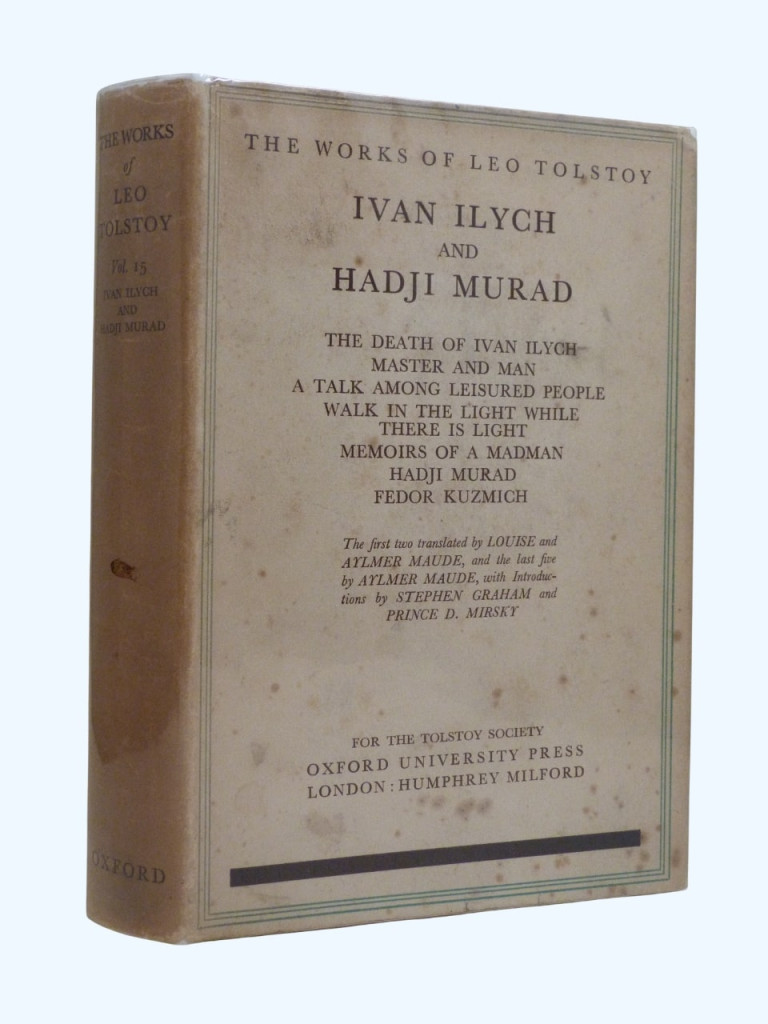 THE WORKS
of
LEO
TOLSTOY
Vol. 15
IVAN ILYCH
AND
HADJI MURAD
OXFORD
THE WORKS OF LEO TOLSTOY
IVAN ILYCH
AND
HADJI MURAD
THE DEATH OF IVAN ILYCH
MASTER AND MAN
A TALK AMONG LEISURED PEOPLE
WALK IN THE LIGHT WHILE
THERE IS LIGHT
MEMOIRS OF A MADMAN
HADJI MURAD
FEDOR KUZMICH
The first two translated by LOUISE and
AYLMER MAUDE, and the last five
by AYLMER MAUDE, with Introduc-
tions by STEPHEN GRAHAM and
PRINCE D. MIRSKY
FOR THE TOLSTOY SOCIETY
OXFORD UNIVERSITY PRESS
LONDON : HUMPHREY MILFORD